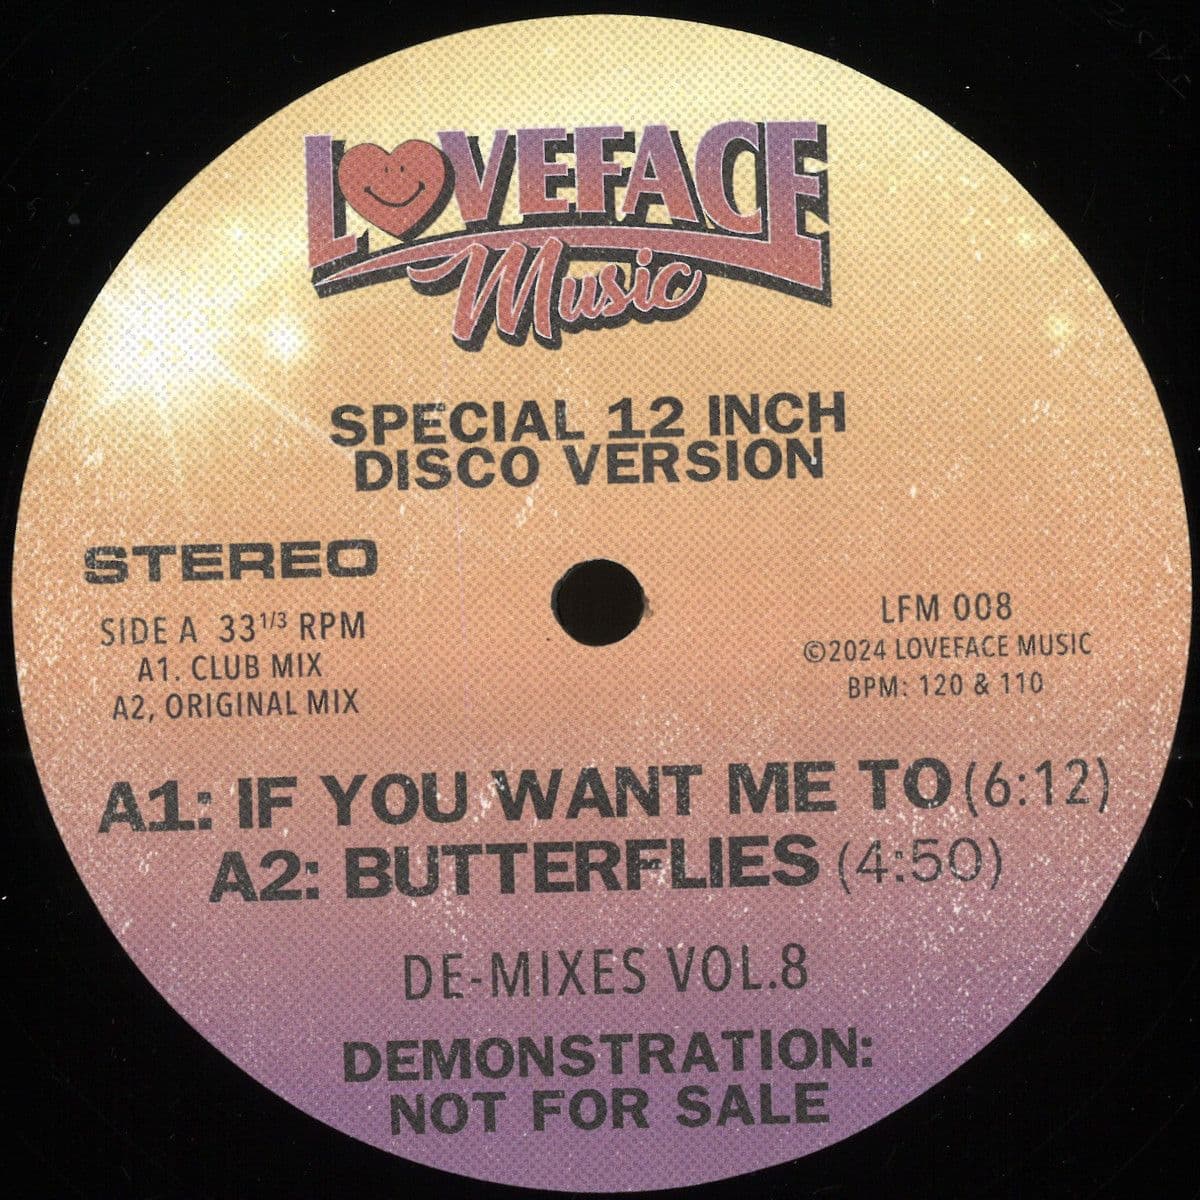 LOVEFACE
Music
SPECIAL 12 INCH
DISCO VERSION
STEREO
SIDE A 33 1/3 RPM
A1. CLUB MIX
A2, ORIGINAL MIX
LFM 008
©2024 LOVEFACE MUSIC
BPM: 120 & 110
A1: IF YOU WANT ME TO (6:12)
A2: BUTTERFLIES (4:50)
DE-MIXES VOL.8
DEMONSTRATION:
NOT FOR SALE